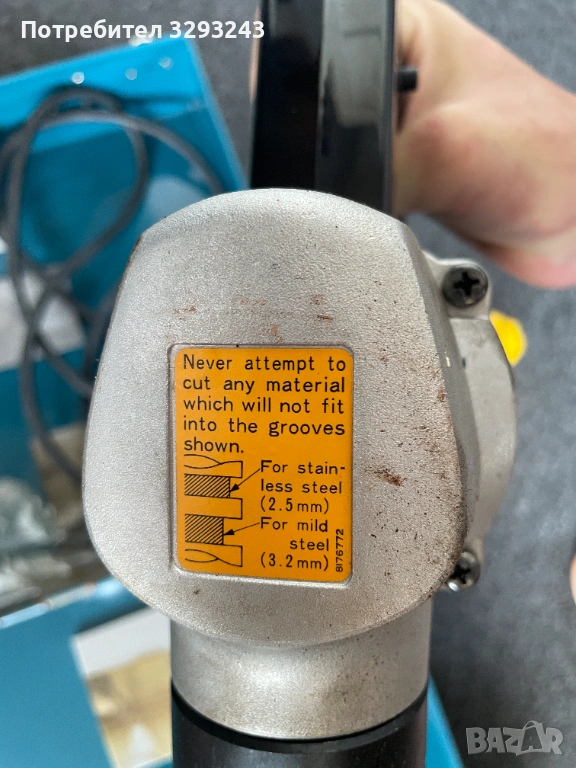 Потребител 3293243
Never attempt to
cut any material
which will not fit
into the grooves
shown.
For stain-
less steel
(2.5mm)
For mild
steel
(3.2mm)
8176772
BAZAR